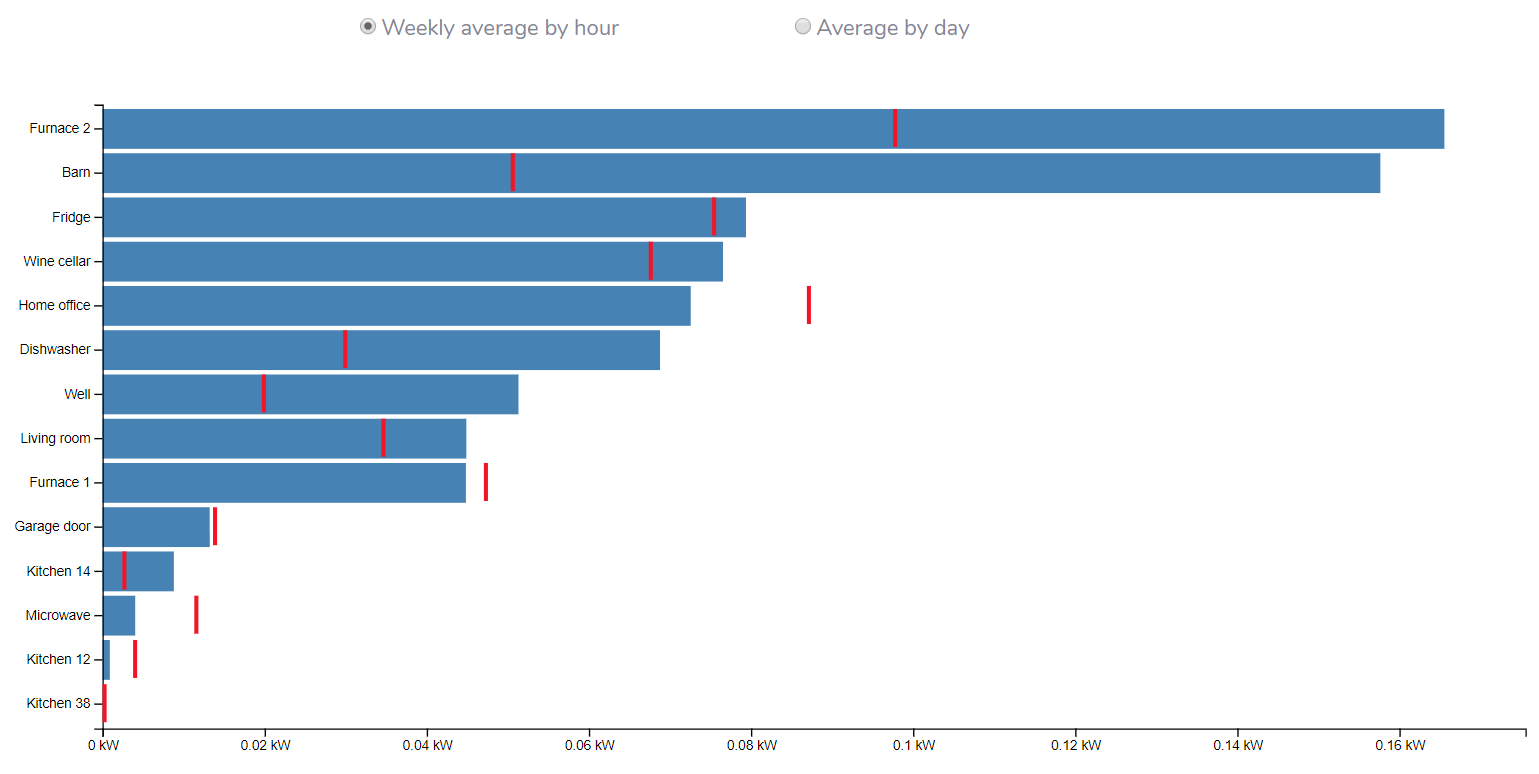 Weekly average by hour Average by day
Furnace 2
Barn
Fridge
Wine cellar
Home office
Dishwasher
Well
Living room
Furnace 1
Garage door
Kitchen 14
Microwave
Kitchen 12
Kitchen 38
0 kW 0.02 kW 0.04 kW 0.06 kW 0.08 kW 0.1 kW 0.12 kW 0.14 kW 0.16 kW